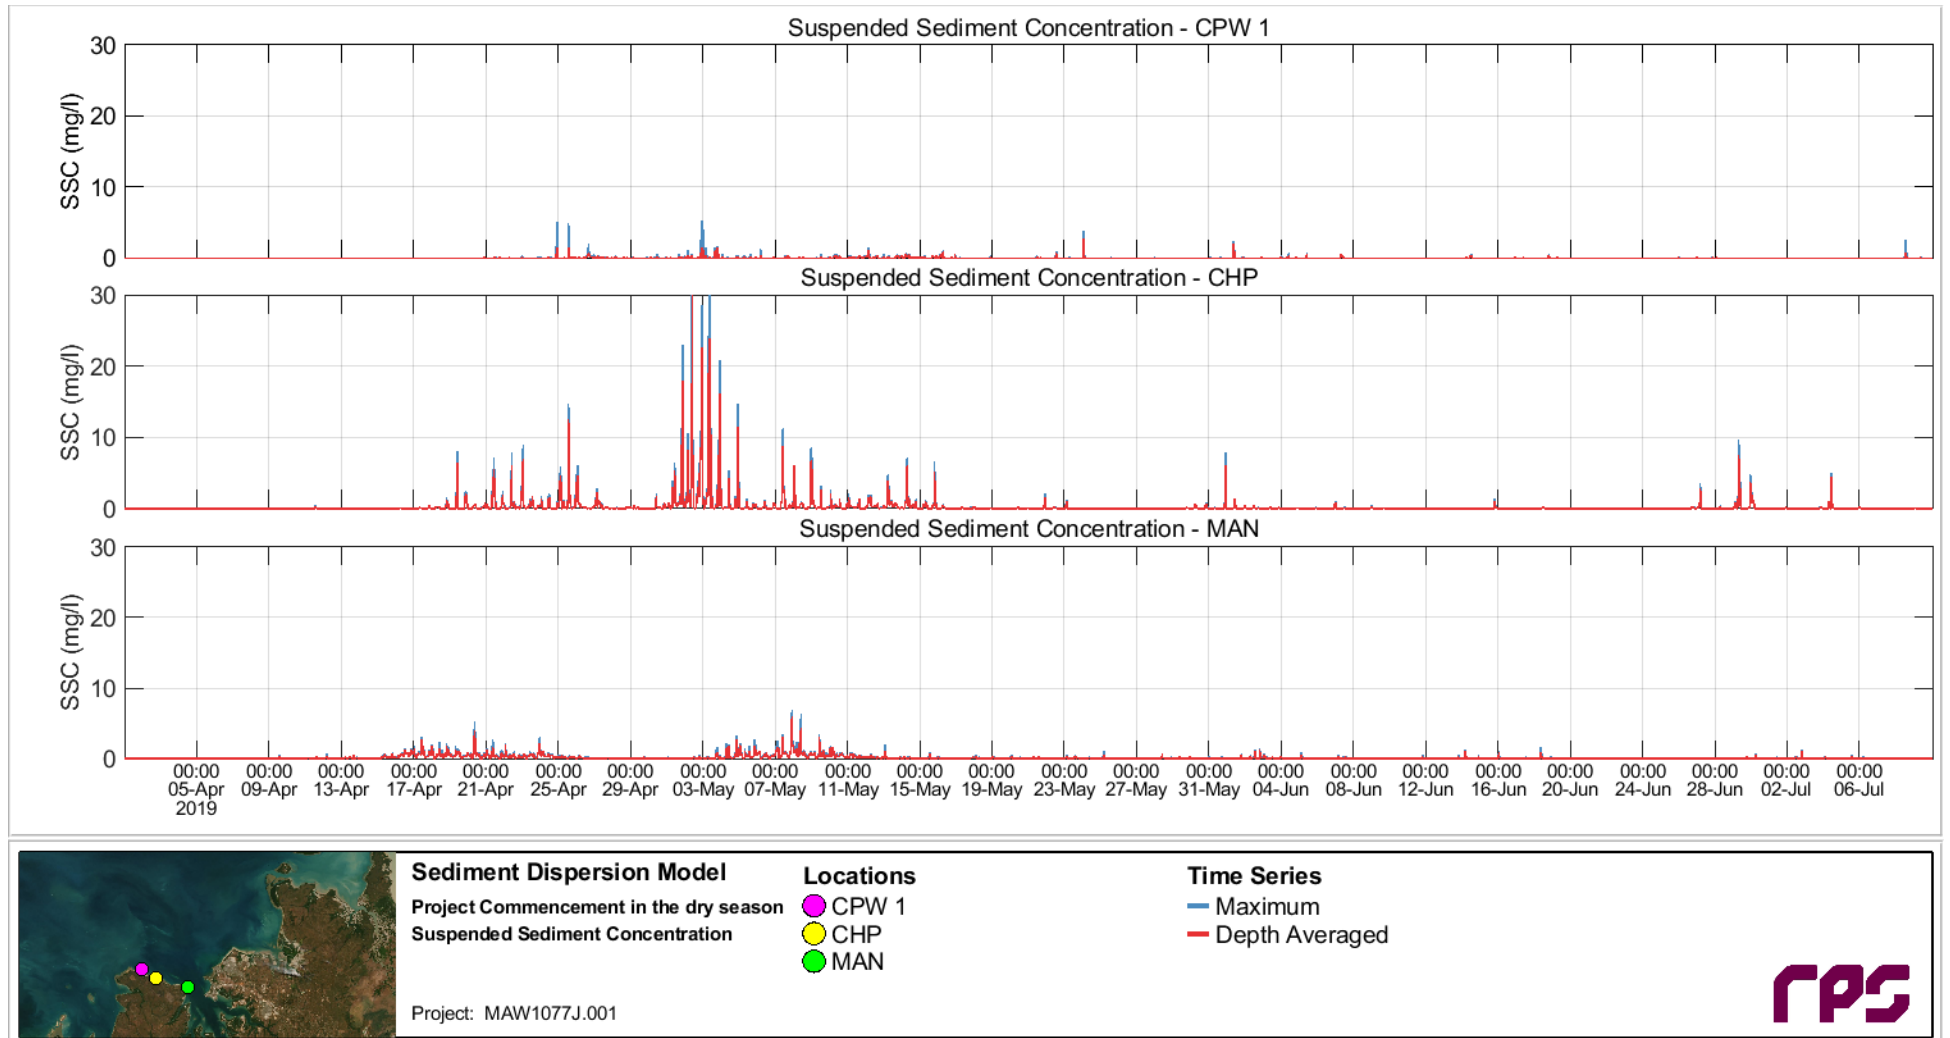 Suspended Sediment Concentration - CPW 1
SSC (mg/l)
30
20
10
0
Suspended Sediment Concentration - CHP
SSC (mg/l)
30
20
10
0
Suspended Sediment Concentration - MAN
SSC (mg/l)
30
20
10
0
00:00 00:00 00:00 00:00 00:00 00:00 00:00 00:00 00:00 00:00 00:00 00:00 00:00 00:00 00:00 00:00 00:00 00:00 00:00 00:00 00:00 00:00 00:00 00:00
05-Apr 09-Apr 13-Apr 17-Apr 21-Apr 25-Apr 29-Apr 03-May 07-May 11-May 15-May 19-May 23-May 27-May 31-May 04-Jun 08-Jun 12-Jun 16-Jun 20-Jun 24-Jun 28-Jun 02-Jul 06-Jul
2019
Sediment Dispersion Model
Project Commencement in the dry season
Suspended Sediment Concentration
Project: MAW1077J.001
Locations
CPW 1
CHP
MAN
Time Series
Maximum
Depth Averaged
rps